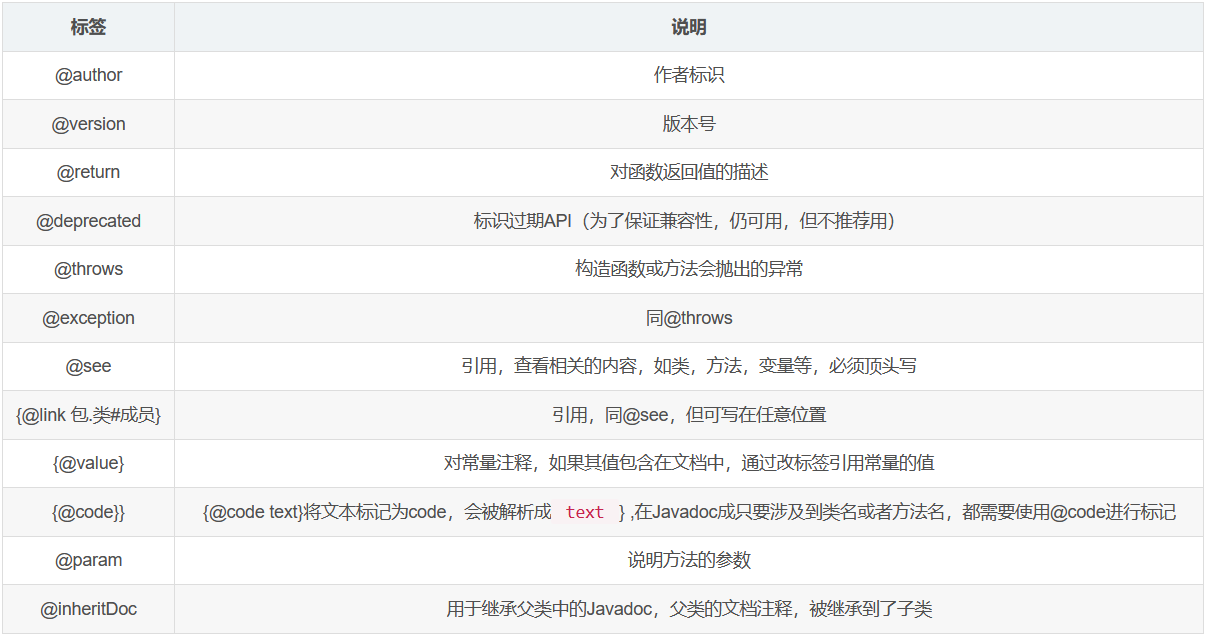 标签 说明
@author 作者标识
@version 版本号
@return 对函数返回值的描述
@deprecated 标识过期API（为了保证兼容性，仍可用，但不推荐用）
@throws 构造函数或方法会抛出的异常
@exception 同@throws
@see 引用，查看相关的内容，如类，方法，变量等，必须顶头写
{@link 包.类#成员} 引用，同@see，但可写在任意位置
{@value} 对常量注释，如果其值包含在文档中，通过改标签引用常量的值
{@code}} {@code text}将文本标记为code，会被解析成 text } ,在Javadoc成只要涉及到类名或者方法名，都需要使用@code进行标记
@param 说明方法的参数
@inheritDoc 用于继承父类中的Javadoc，父类的文档注释，被继承到了子类